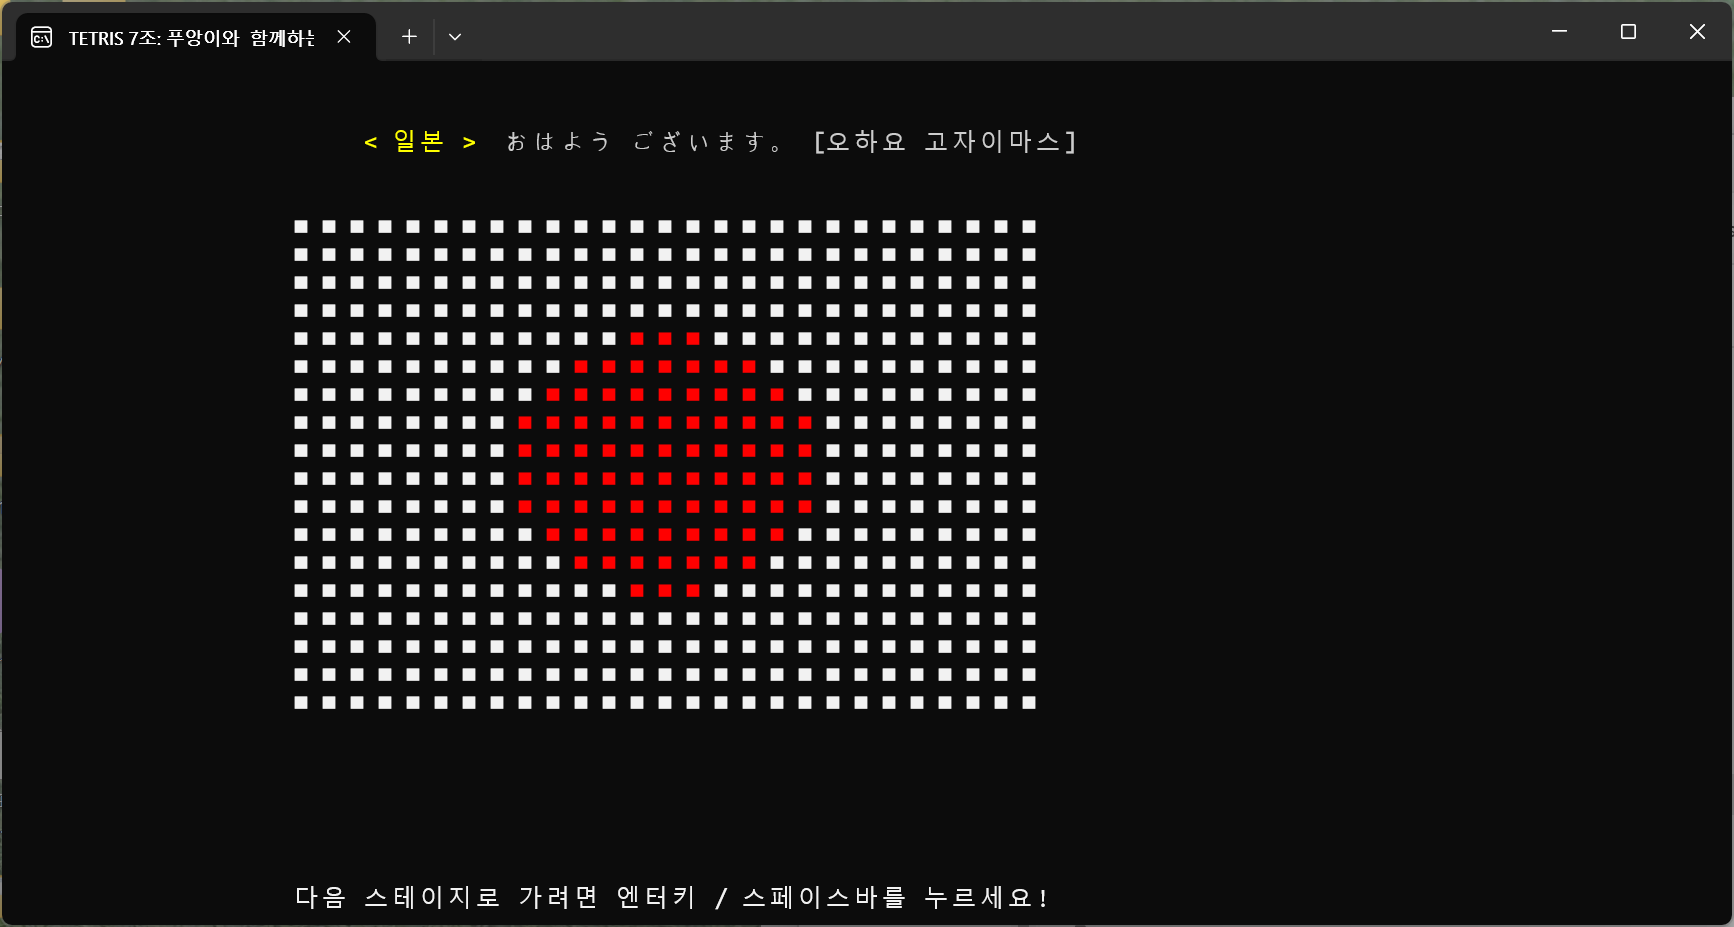 TETRIS 7조: 푸앙이와 함께하는
< 일본 > おはよう ございます。 [오하요 고자이마스]
다음 스테이지로 가려면 엔터키 / 스페이스바를 누르세요!